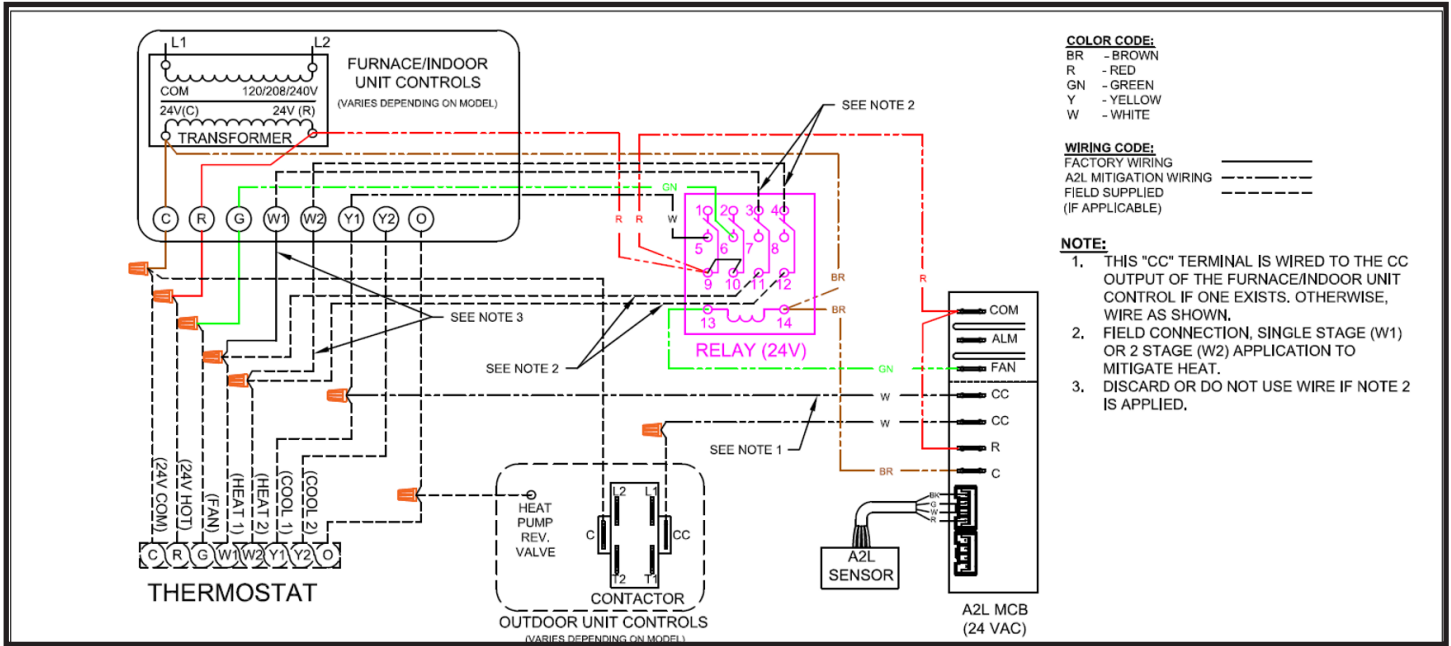 L1
L2
COM
120/208/240V
24V(C)
24V (R)
TRANSFORMER
FURNACE/INDOOR
UNIT CONTROLS
(VARIES DEPENDING ON MODEL)
C
R
G
W1
W2
Y1
Y2
O
SEE NOTE 2
GN
R
R
W
1
2
3
4
5
6
7
8
9
10
11
12
13
14
RELAY (24V)
BR
BR
R
SEE NOTE 3
SEE NOTE 2
GN
W
W
SEE NOTE 1
BR
COM
ALM
FAN
CC
CC
R
C
BK
G
W
R
A2L
SENSOR
A2L MCB
(24 VAC)
(24V COM)
(24V HOT)
(FAN)
(HEAT 1)
(HEAT 2)
(COOL 1)
(COOL 2)
C
R
G
W1
W2
Y1
Y2
O
THERMOSTAT
HEAT
PUMP
REV.
VALVE
L2
L1
C
CC
T2
T1
CONTACTOR
OUTDOOR UNIT CONTROLS
(VARIES DEPENDING ON MODEL)
COLOR CODE:
BR - BROWN
R - RED
GN - GREEN
Y - YELLOW
W - WHITE
WIRING CODE:
FACTORY WIRING
A2L MITIGATION WIRING
FIELD SUPPLIED
(IF APPLICABLE)
NOTE:
1. THIS "CC" TERMINAL IS WIRED TO THE CC
OUTPUT OF THE FURNACE/INDOOR UNIT
CONTROL IF ONE EXISTS. OTHERWISE,
WIRE AS SHOWN.
2. FIELD CONNECTION, SINGLE STAGE (W1)
OR 2 STAGE (W2) APPLICATION TO
MITIGATE HEAT.
3. DISCARD OR DO NOT USE WIRE IF NOTE 2
IS APPLIED.